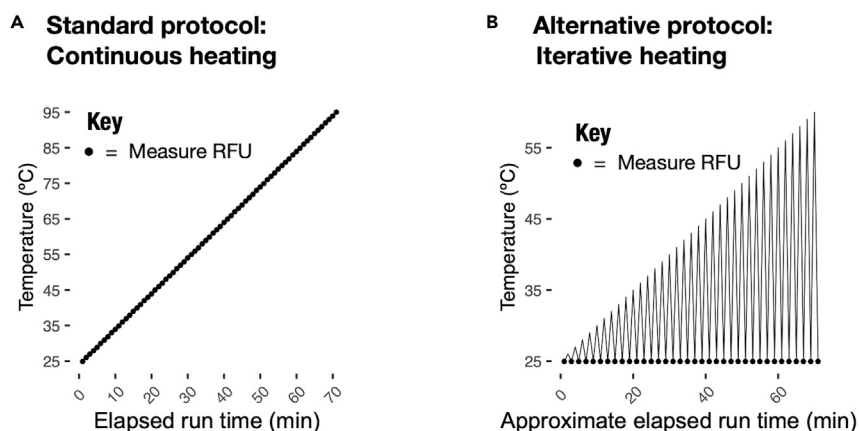 A Standard protocol:
Continuous heating
Key
● = Measure RFU
95
85
75
65
55
45
35
25
Temperature (ºC)
0 10 20 30 40 50 60 70
Elapsed run time (min)
B Alternative protocol:
Iterative heating
Key
● = Measure RFU
55
45
35
25
Temperature (ºC)
0 20 40 60
Approximate elapsed run time (min)